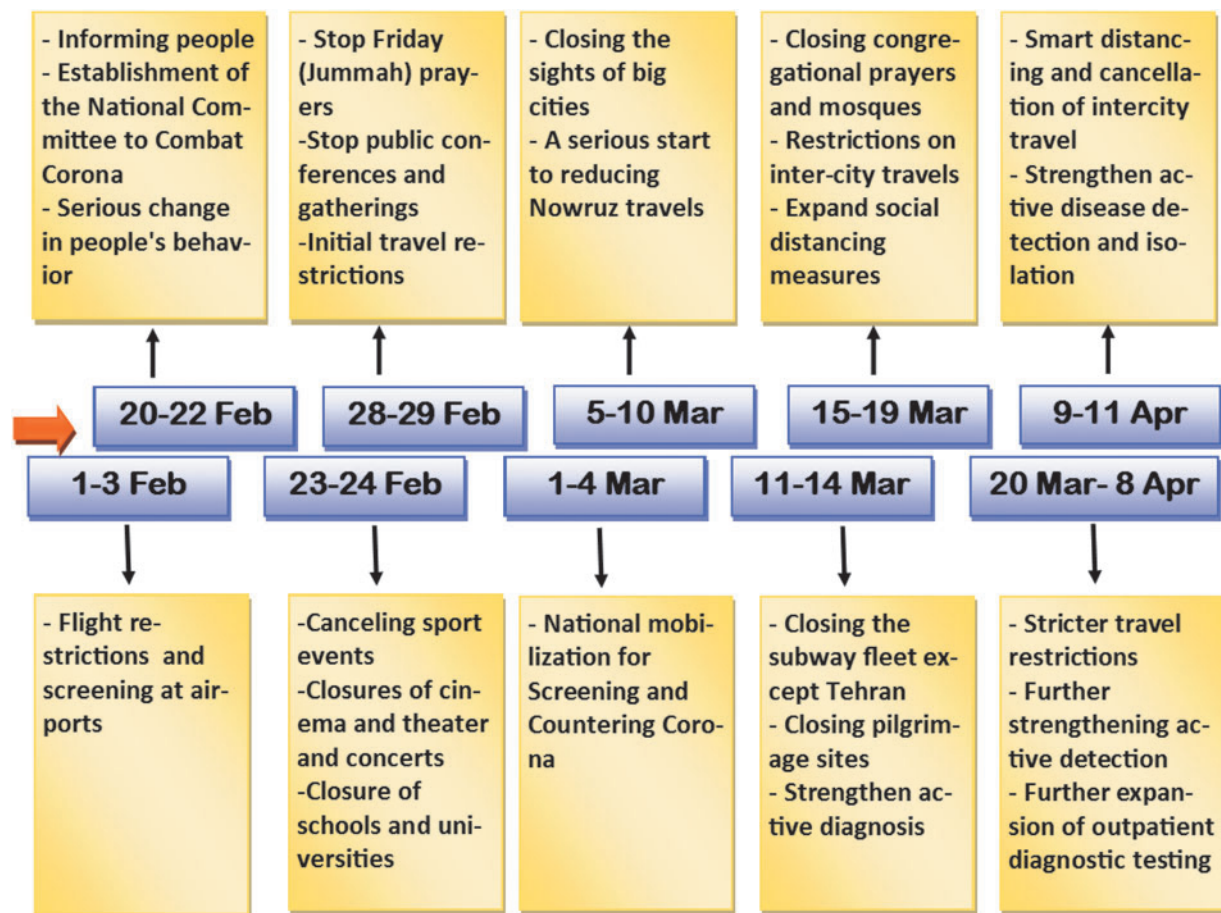 - Informing people
- Establishment of
the National Com-
mittee to Combat
Corona
- Serious change
in people's behav-
ior
- Stop Friday
(Jummah) pray-
ers
-Stop public con-
ferences and
gatherings
-Initial travel re-
strictions
- Closing the
sights of big
cities
- A serious start
to reducing
Nowruz travels
- Closing congre-
gational prayers
and mosques
- Restrictions on
inter-city travels
- Expand social
distancing
measures
- Smart distanc-
ing and cancella-
tion of intercity
travel
- Strengthen ac-
tive disease de-
tection and iso-
lation
20-22 Feb
28-29 Feb
5-10 Mar
15-19 Mar
9-11 Apr
1-3 Feb
23-24 Feb
1-4 Mar
11-14 Mar
20 Mar- 8 Apr
- Flight re-
strictions and
screening at air-
ports
-Canceling sport
events
-Closures of cin-
ema and theater
and concerts
-Closure of
schools and uni-
versities
- National mobi-
lization for
Screening and
Countering Coro-
na
- Closing the
subway fleet ex-
cept Tehran
- Closing pilgrim-
age sites
- Strengthen ac-
tive diagnosis
- Stricter travel
restrictions
- Further
strengthening ac-
tive detection
- Further expan-
sion of outpatient
diagnostic testing